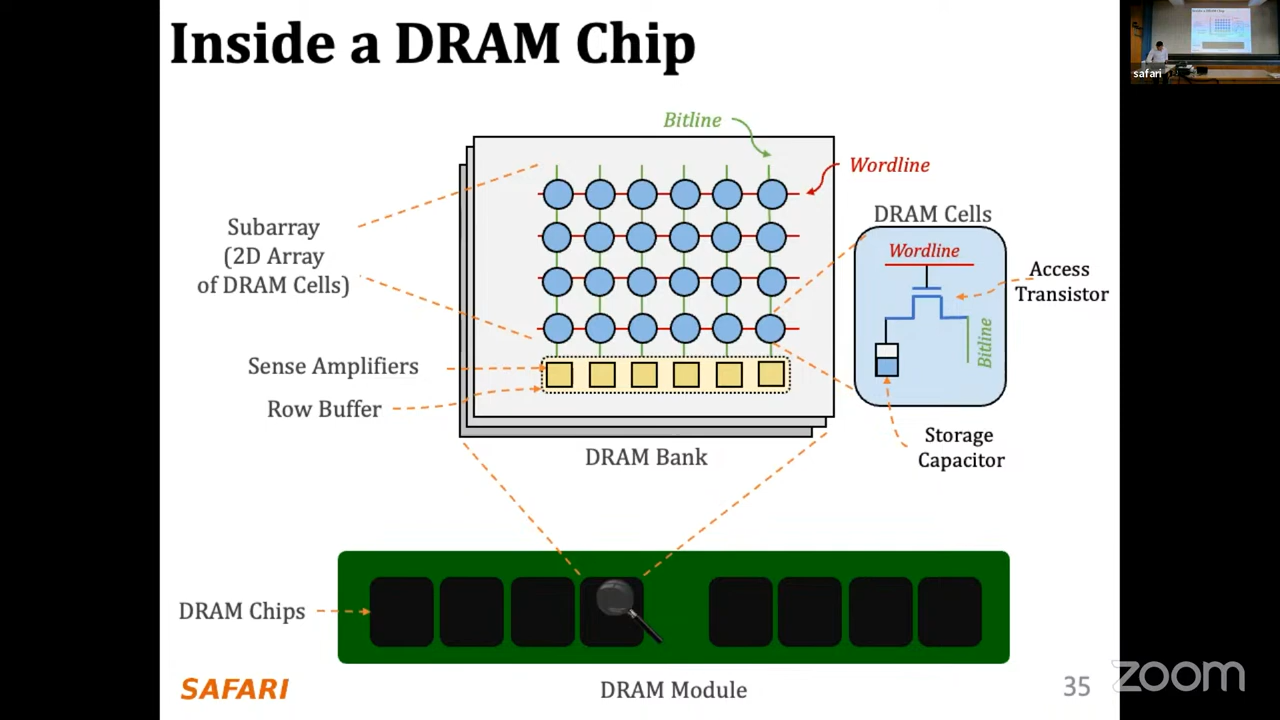 Inside a DRAM Chip
safari
Bitline
Wordline
Subarray
(2D Array
of DRAM Cells)
DRAM Cells
Wordline
Access
Transistor
Bitline
Sense Amplifiers
Row Buffer
Storage
Capacitor
DRAM Bank
DRAM Chips
SAFARI
DRAM Module
35
zoom